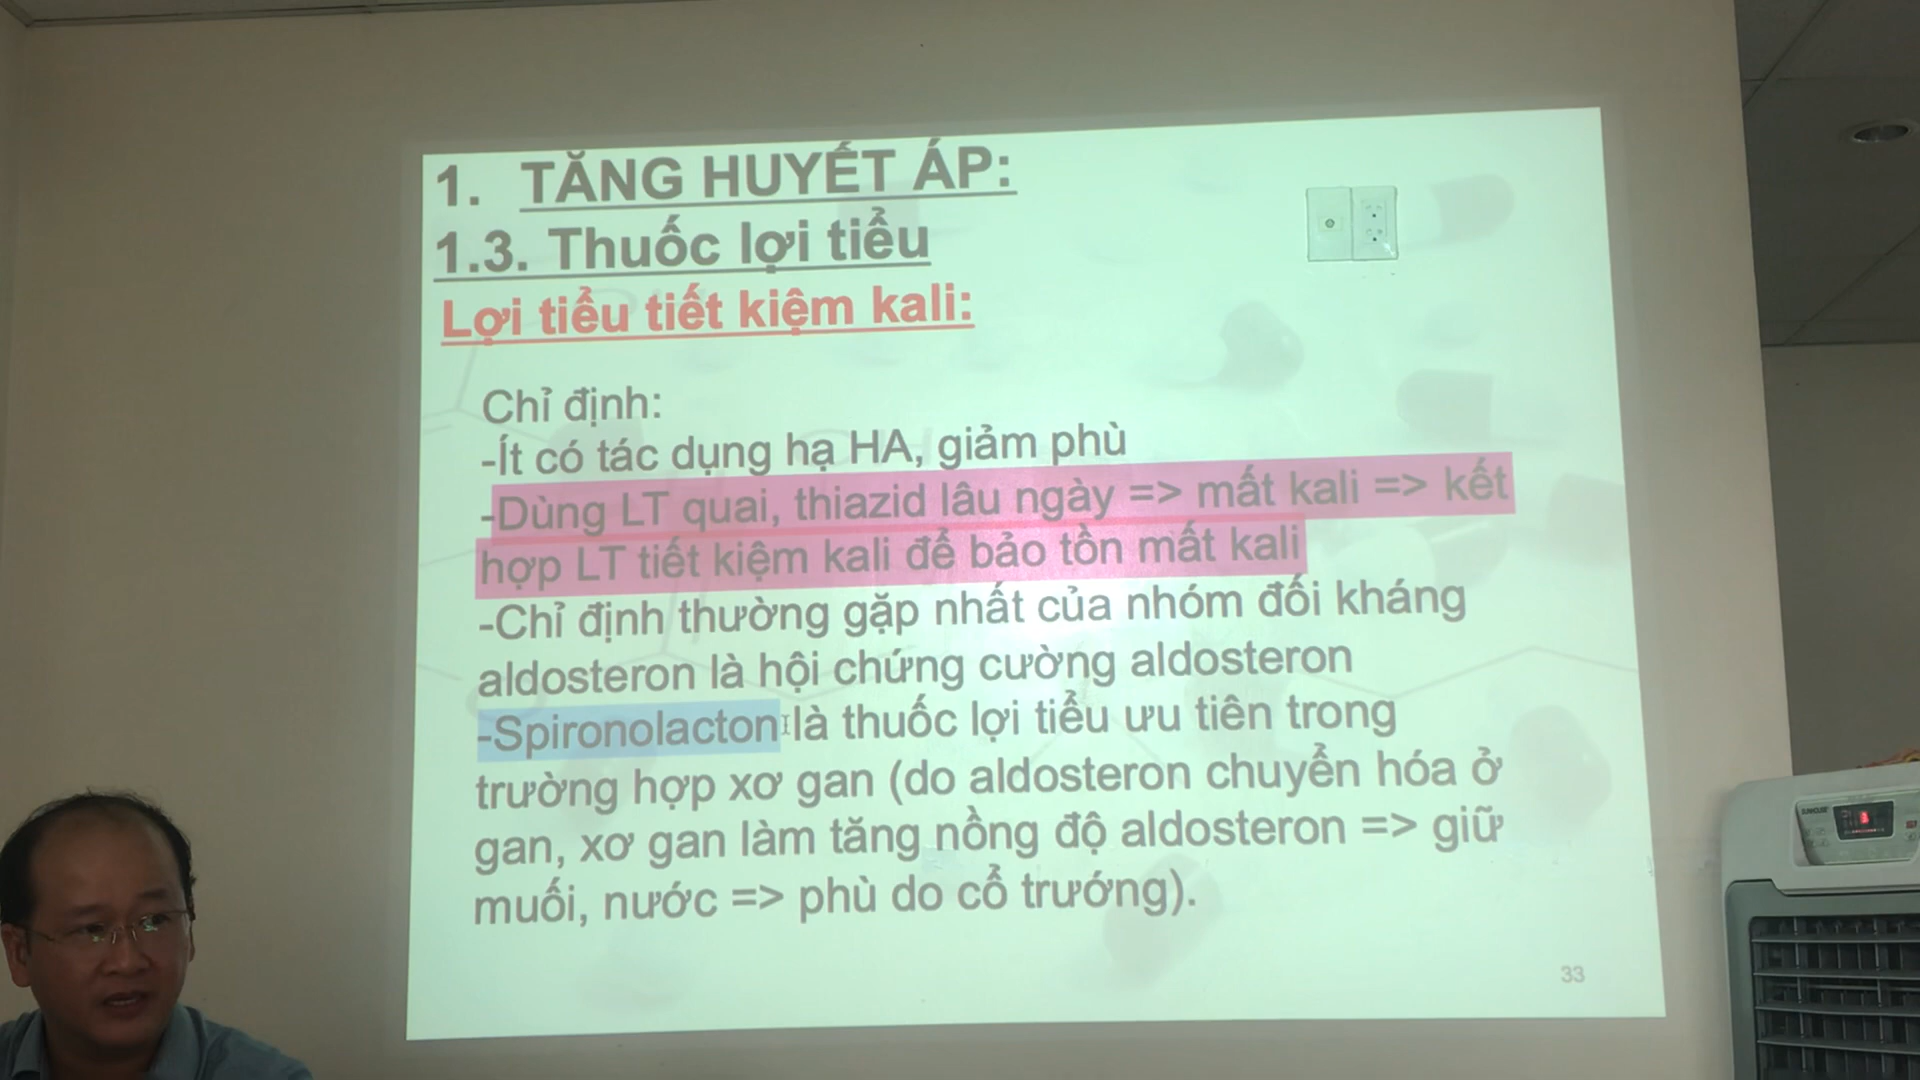 1. TĂNG HUYẾT ÁP:
1.3. Thuốc lợi tiểu
Lợi tiểu tiết kiệm kali:
Chỉ định:
-Ít có tác dụng hạ HA, giảm phù
-Dùng LT quai, thiazid lâu ngày => mất kali => kết
hợp LT tiết kiệm kali để bảo tồn mất kali
-Chỉ định thường gặp nhất của nhóm đối kháng
aldosteron là hội chứng cường aldosteron
-Spironolacton là thuốc lợi tiểu ưu tiên trong
trường hợp xơ gan (do aldosteron chuyển hóa ở
gan, xơ gan làm tăng nồng độ aldosteron => giữ
muối, nước => phù do cổ trướng).
33
SUNHOUSE